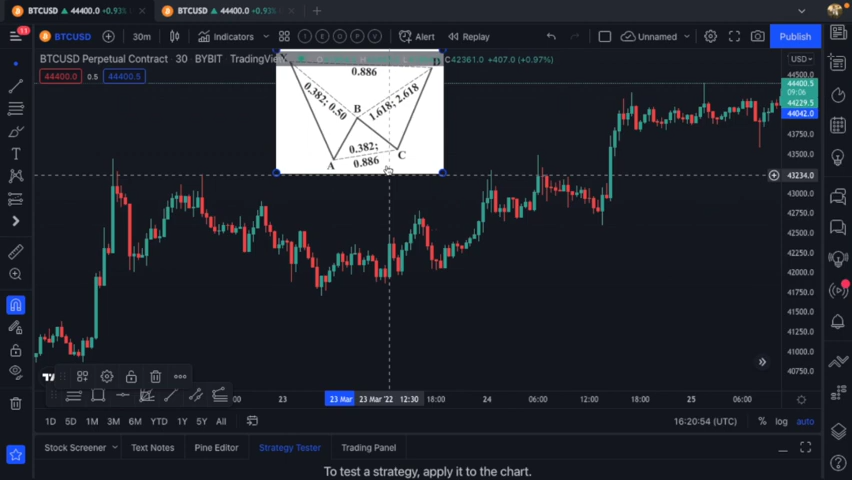 BTCUSD ▲ 44400.0 +0.93%
BTCUSD ▲ 44400.0 +0.93%
11
BTCUSD
30m
Indicators
Alert
Replay
Unnamed
Publish
BTCUSD Perpetual Contract 30 BYBIT TradingView
C42361.0 +407.0 (+0.97%)
USD
44400.0
0.5
44400.5
X
D
0.886
0.382; 0.50
1.618; 2.618
B
0.382;
0.886
A
C
44500.0
44400.5
09:06
44229.5
44042.0
43750.0
43500.0
43234.0
43000.0
42750.0
42500.0
42250.0
42000.0
41750.0
41500.0
41250.0
41000.0
40750.0
23
23 Mar
23 Mar '22 12:30
18:00
24
06:00
12:00
18:00
25
06:00
1D
5D
1M
3M
6M
YTD
1Y
5Y
All
16:20:54 (UTC)
%
log
auto
Stock Screener
Text Notes
Pine Editor
Strategy Tester
Trading Panel
To test a strategy, apply it to the chart.